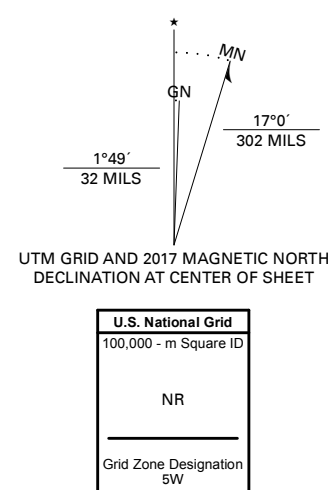 ★
MN
GN
1°49´
32 MILS
17°0´
302 MILS
UTM GRID AND 2017 MAGNETIC NORTH
DECLINATION AT CENTER OF SHEET
U.S. National Grid
100,000 - m Square ID
NR
Grid Zone Designation
5W